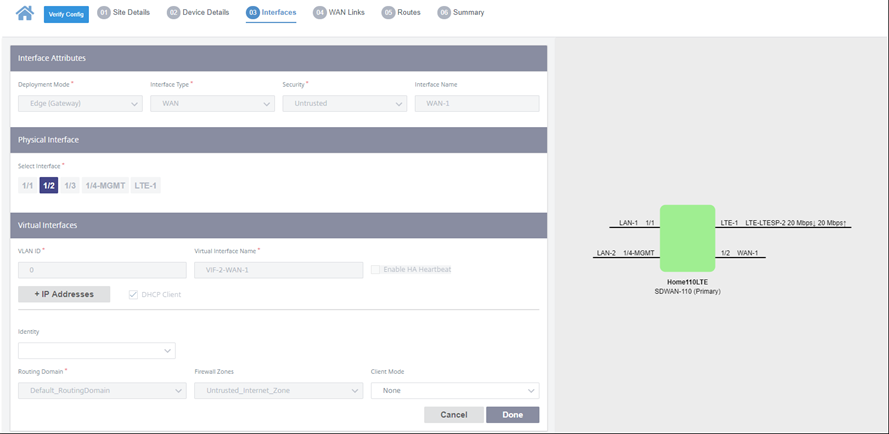 Verify Config 01 Site Details 02 Device Details 03 Interfaces 04 WAN Links 05 Routes 06 Summary
Interface Attributes
Deployment Mode * Interface Type * Security * Interface Name
Edge (Gateway) WAN Untrusted WAN-1
Physical Interface
Select Interface *
1/1 1/2 1/3 1/4-MGMT LTE-1
Virtual Interfaces
VLAN ID * Virtual Interface Name *
0 VIF-2-WAN-1 Enable HA Heartbeat
+ IP Addresses DHCP Client
Identity
Routing Domain * Firewall Zones Client Mode
Default_RoutingDomain Untrusted_Internet_Zone None
Cancel Done
LAN-1 1/1 LTE-1 LTE-LTESP-2 20 Mbps↓ 20 Mbps↑
LAN-2 1/4-MGMT 1/2 WAN-1
Home110LTE
SDWAN-110 (Primary)